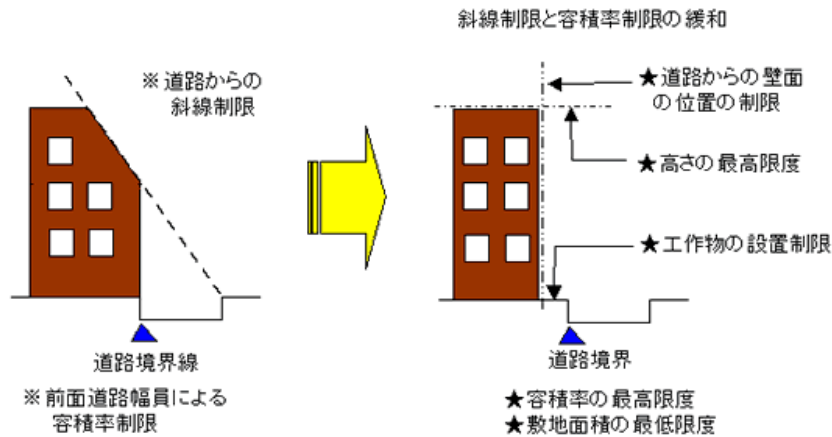 斜線制限と容積率制限の緩和
※道路からの
斜線制限
道路境界線
※前面道路幅員による
容積率制限
★道路からの壁面
の位置の制限
★高さの最高限度
★工作物の設置制限
道路境界
★容積率の最高限度
★敷地面積の最低限度